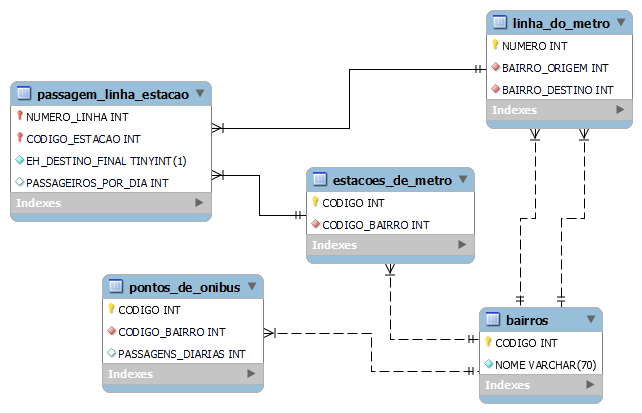 linha_do_metro
NUMERO INT
BAIRRO_ORIGEM INT
BAIRRO_DESTINO INT
Indexes
passagem_linha_estacao
NUMERO_LINHA INT
CODIGO_ESTACAO INT
EH_DESTINO_FINAL TINYINT(1)
PASSAGEIROS_POR_DIA INT
Indexes
estacoes_de_metro
CODIGO INT
CODIGO_BAIRRO INT
Indexes
pontos_de_onibus
CODIGO INT
CODIGO_BAIRRO INT
PASSAGENS_DIARIAS INT
Indexes
bairros
CODIGO INT
NOME VARCHAR(70)
Indexes